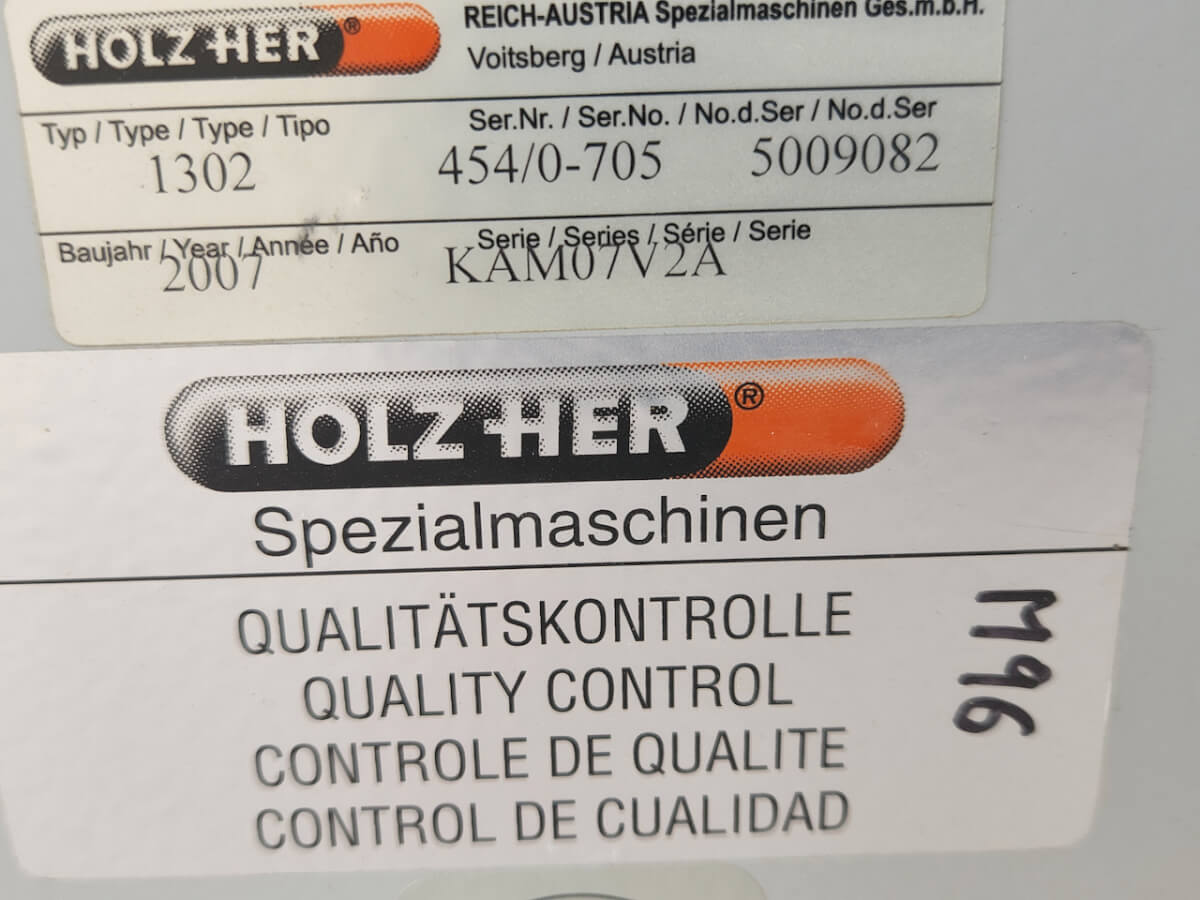 HOLZ-HER®
REICH-AUSTRIA Spezialmaschinen Ges.m.b.H.
Voitsberg / Austria
Typ / Type / Type / Tipo
1302
Ser.Nr. / Ser.No. / No.d.Ser / No.d.Ser
454/0-705 5009082
Baujahr / Year / Année / Año
2007
Serie / Series / Série / Serie
KAM07V2A
HOLZ-HER®
Spezialmaschinen
QUALITÄTSKONTROLLE
QUALITY CONTROL
CONTROLE DE QUALITE
CONTROL DE CUALIDAD
M96